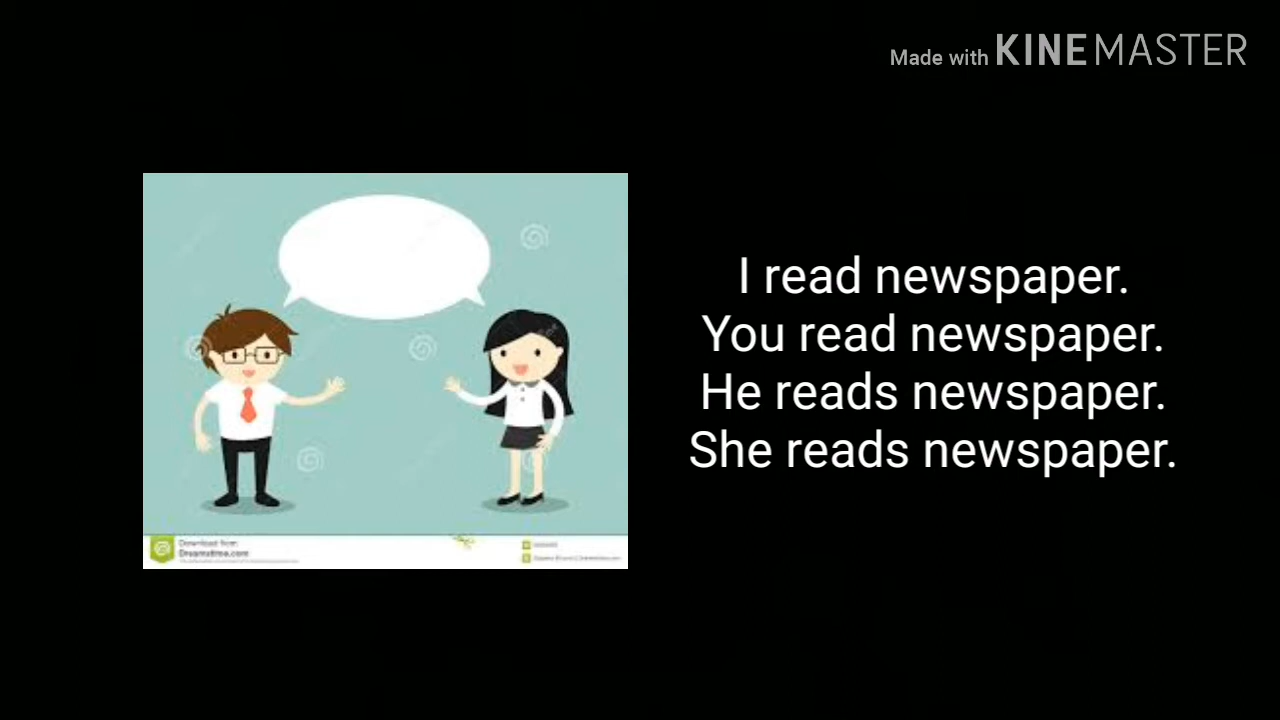 Made with KINEMASTER
I read newspaper.
You read newspaper.
He reads newspaper.
She reads newspaper.
Download from
Dreamstime.com